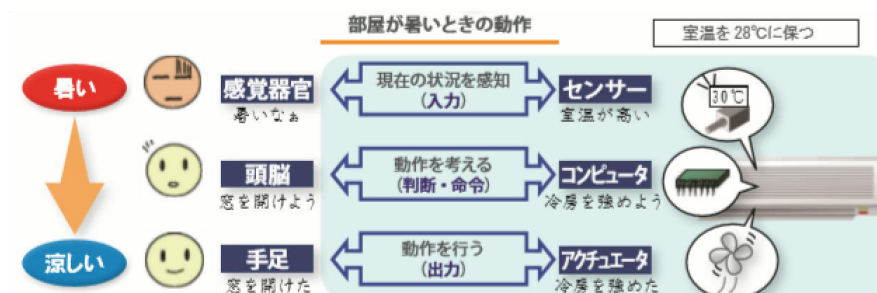 部屋が暑いときの動作
室温を28℃に保つ
暑い
感覚器官
暑いなぁ
現在の状況を感知
(入力)
センサー
室温が高い
30℃
頭脳
窓を開けよう
動作を考える
(判断・命令)
コンピュータ
冷房を強めよう
涼しい
手足
窓を開けた
動作を行う
(出力)
アクチュエータ
冷房を強めた